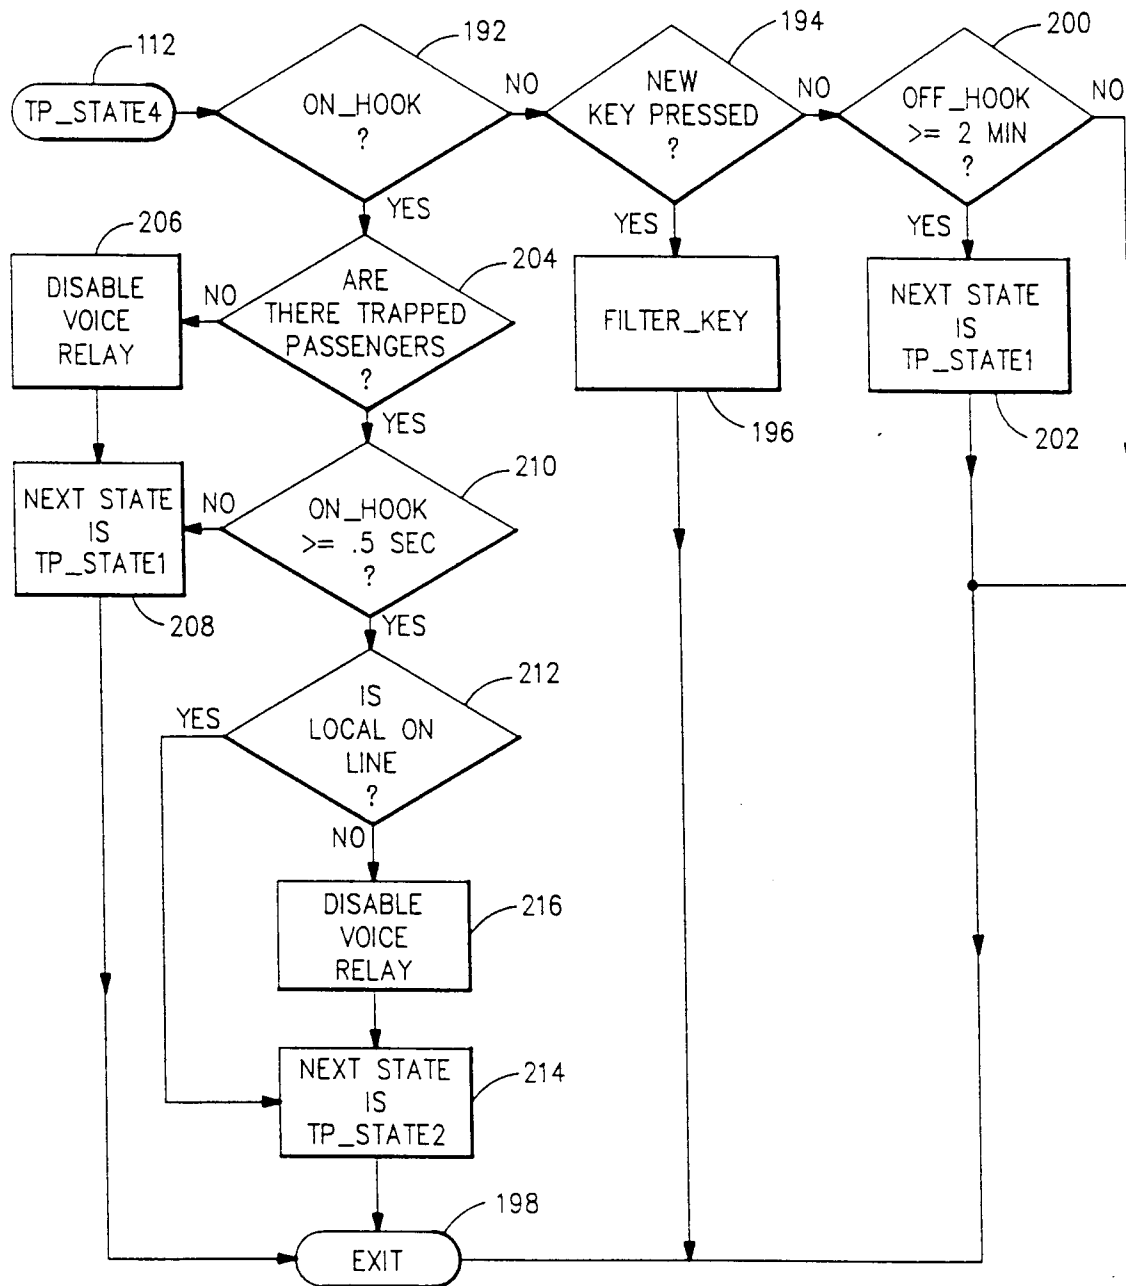 112
TP_STATE4
192
ON_HOOK
?
NO
YES
194
NEW
KEY PRESSED
?
NO
YES
200
OFF_HOOK
>= 2 MIN
?
NO
YES
206
DISABLE
VOICE
RELAY
204
ARE
THERE TRAPPED
PASSENGERS
?
NO
YES
FILTER_KEY
196
NEXT STATE
IS
TP_STATE1
202
NEXT STATE
IS
TP_STATE1
208
210
ON_HOOK
>= .5 SEC
?
NO
YES
212
IS
LOCAL ON
LINE
?
YES
NO
DISABLE
VOICE
RELAY
216
NEXT STATE
IS
TP_STATE2
214
198
EXIT